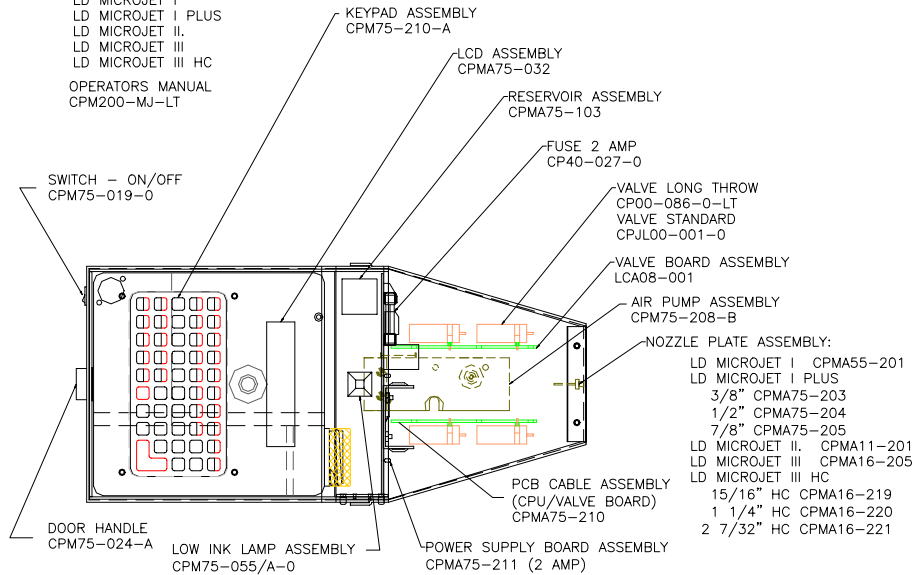 LD MICROJET I
LD MICROJET I PLUS
LD MICROJET II.
LD MICROJET III
LD MICROJET III HC
OPERATORS MANUAL
CPM200-MJ-LT
KEYPAD ASSEMBLY
CPM75-210-A
LCD ASSEMBLY
CPMA75-032
RESERVOIR ASSEMBLY
CPMA75-103
FUSE 2 AMP
CP40-027-0
SWITCH - ON/OFF
CPM75-019-0
VALVE LONG THROW
CP00-086-0-LT
VALVE STANDARD
CPJL00-001-0
VALVE BOARD ASSEMBLY
LCA08-001
AIR PUMP ASSEMBLY
CPM75-208-B
NOZZLE PLATE ASSEMBLY:
LD MICROJET I CPMA55-201
LD MICROJET I PLUS
3/8" CPMA75-203
1/2" CPMA75-204
7/8" CPMA75-205
LD MICROJET II. CPMA11-201
LD MICROJET III CPMA16-205
LD MICROJET III HC
15/16" HC CPMA16-219
1 1/4" HC CPMA16-220
2 7/32" HC CPMA16-221
PCB CABLE ASSEMBLY
(CPU/VALVE BOARD)
CPMA75-210
DOOR HANDLE
CPM75-024-A
LOW INK LAMP ASSEMBLY
CPM75-055/A-0
POWER SUPPLY BOARD ASSEMBLY
CPMA75-211 (2 AMP)